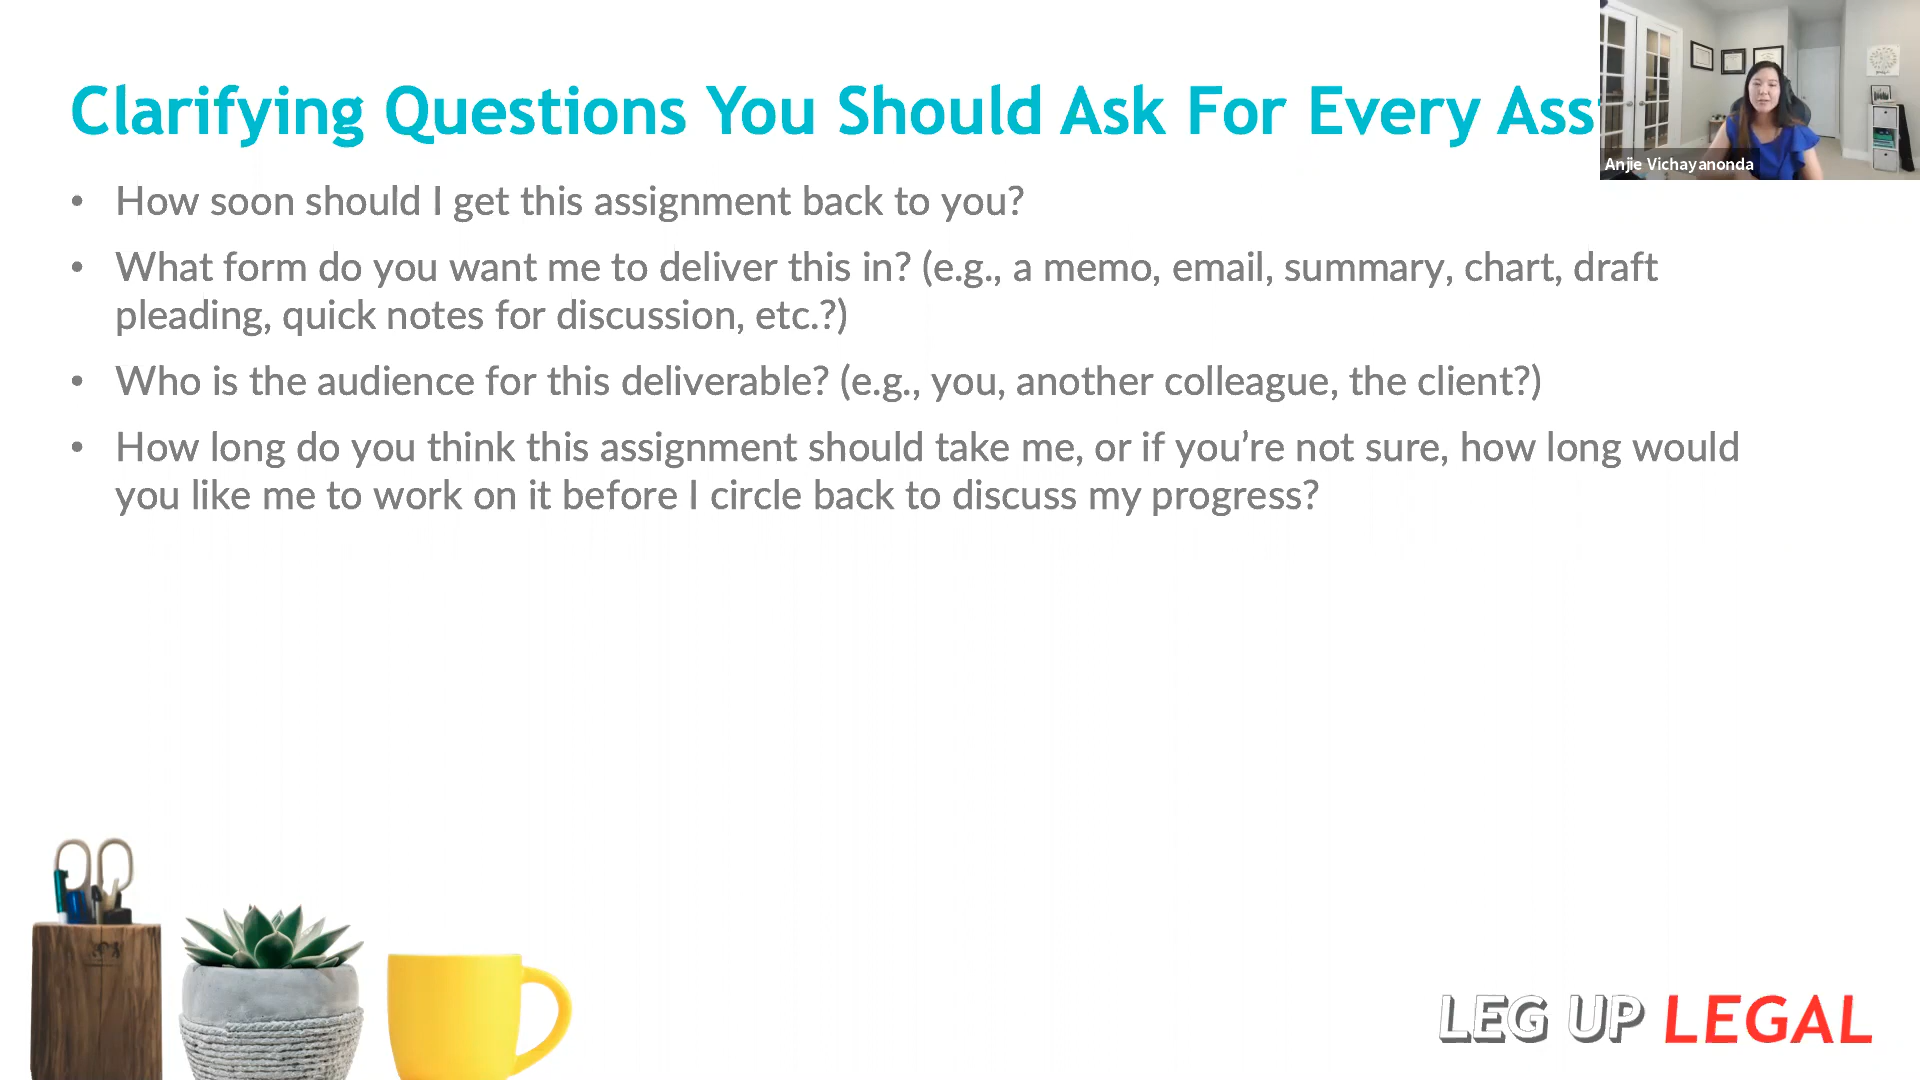 Clarifying Questions You Should Ask For Every Ass
Anjie Vichayanonda
• How soon should I get this assignment back to you?
• What form do you want me to deliver this in? (e.g., a memo, email, summary, chart, draft
pleading, quick notes for discussion, etc.?)
• Who is the audience for this deliverable? (e.g., you, another colleague, the client?)
• How long do you think this assignment should take me, or if you’re not sure, how long would
you like me to work on it before I circle back to discuss my progress?
LEG UP LEGAL